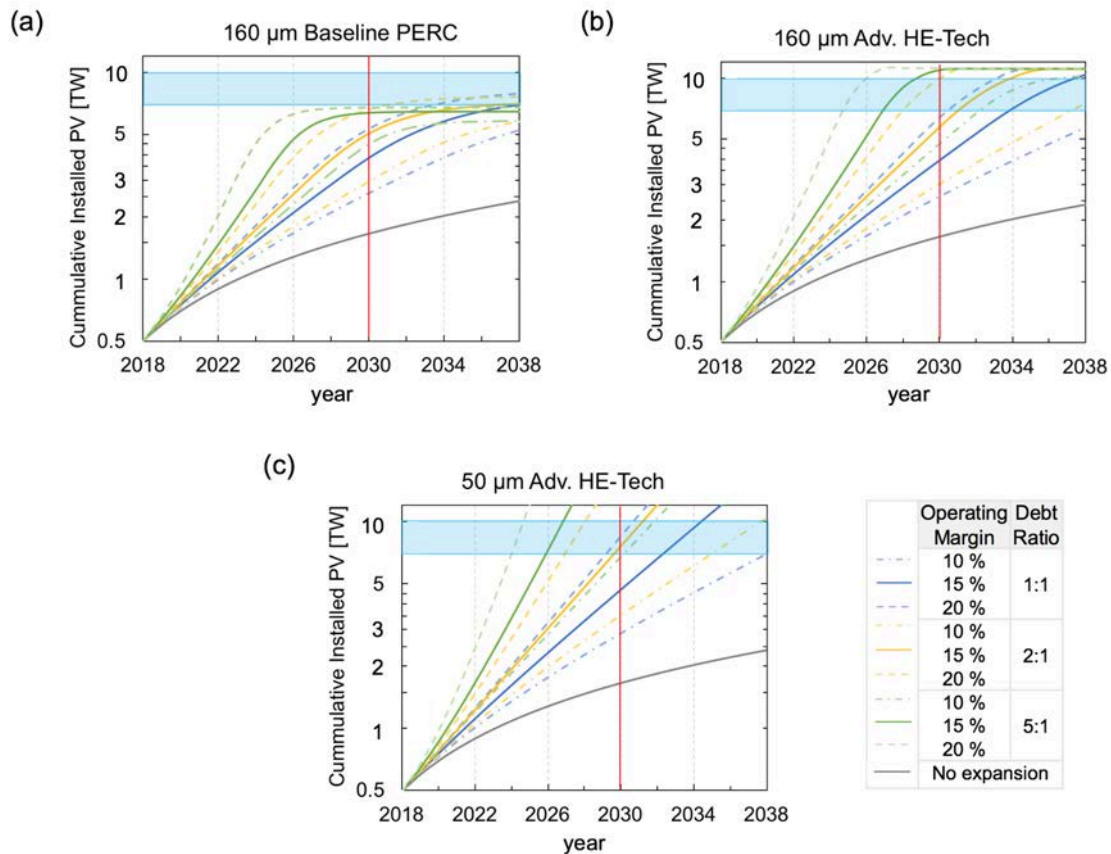 (a)
160 µm Baseline PERC
Cummulative Installed PV [TW]
10
5
3
2
1
0.5
2018 2022 2026 2030 2034 2038
year
(b)
160 µm Adv. HE-Tech
Cummulative Installed PV [TW]
10
5
3
2
1
0.5
2018 2022 2026 2030 2034 2038
year
(c)
50 µm Adv. HE-Tech
Cummulative Installed PV [TW]
10
5
3
2
1
0.5
2018 2022 2026 2030 2034 2038
year
Operating Debt
Margin Ratio
10 %
15 % 1:1
20 %
10 %
15 % 2:1
20 %
10 %
15 % 5:1
20 %
No expansion